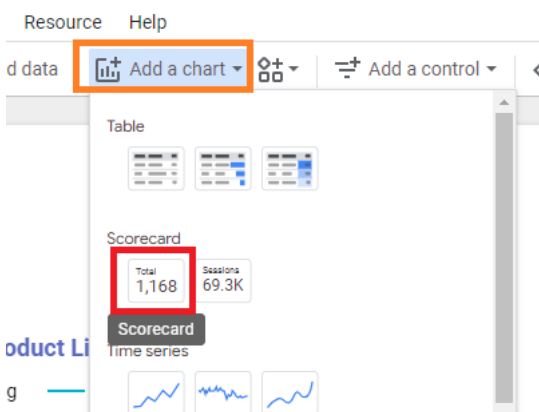 Resource Help
d data Add a chart Add a control
Table
Scorecard
Total
1,168
Sessions
69.3K
Scorecard
oduct Li
Time series
g